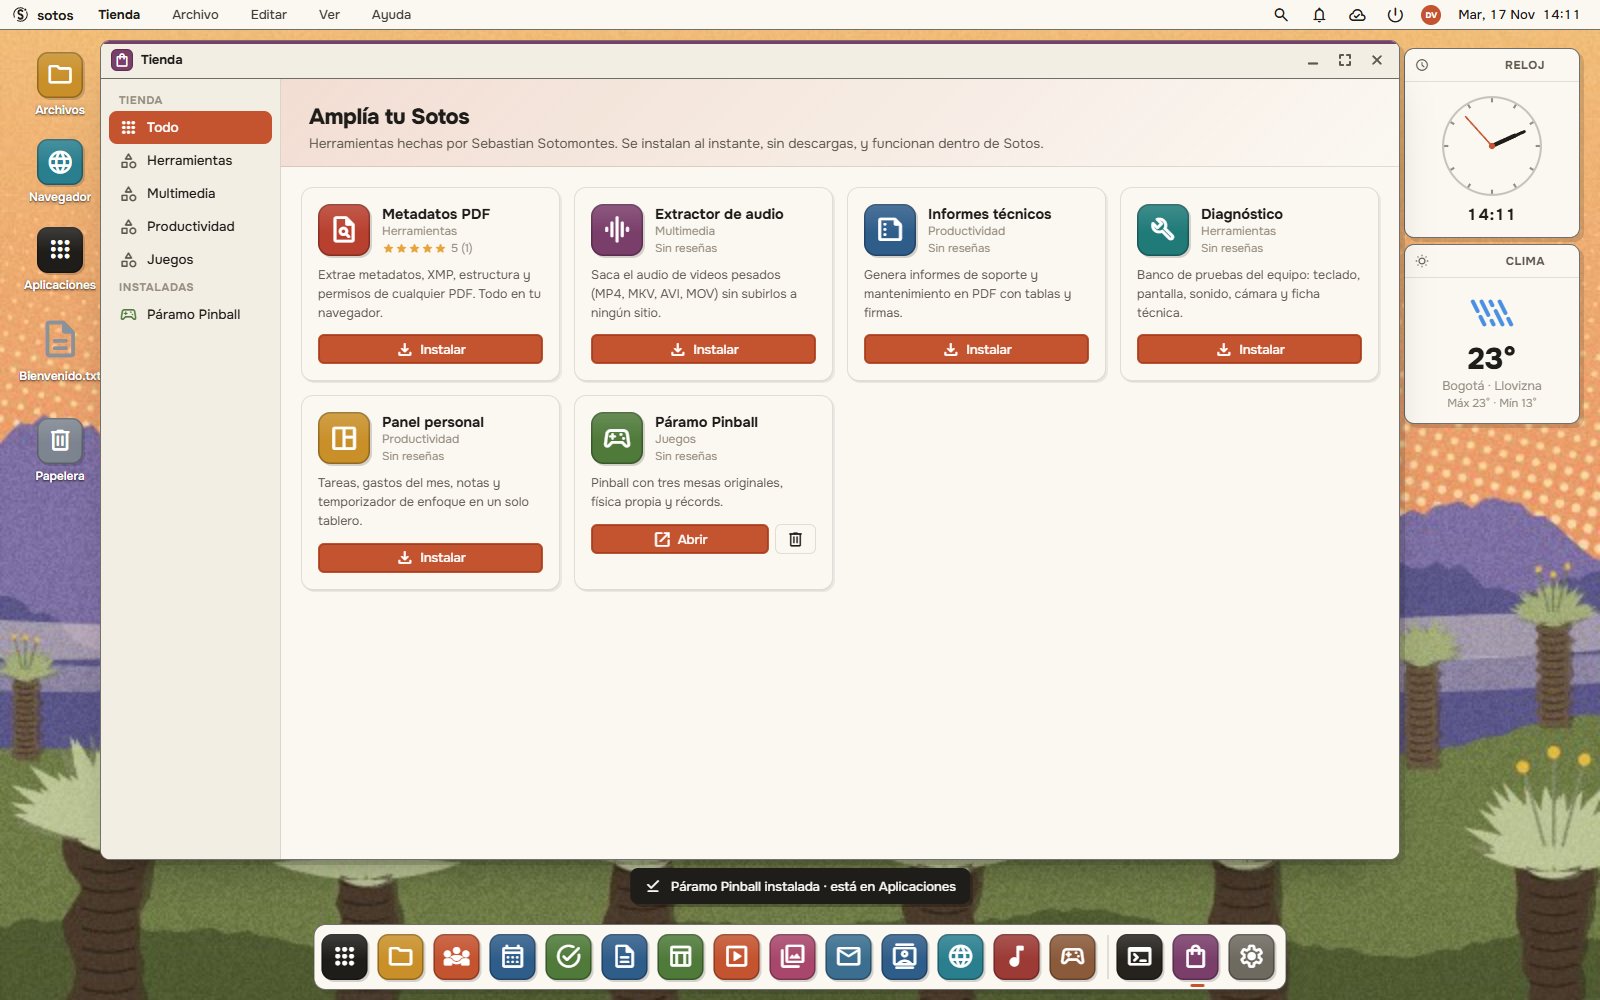 sotos Tienda Archivo Editar Ver Ayuda DV Mar, 17 Nov 14:11
Archivos
Navegador
Aplicaciones
Bienvenido.txt
Papelera
Tienda
TIENDA
Todo
Herramientas
Multimedia
Productividad
Juegos
INSTALADAS
Páramo Pinball
Amplía tu Sotos
Herramientas hechas por Sebastian Sotomontes. Se instalan al instante, sin descargas, y funcionan dentro de Sotos.
Metadatos PDF
Herramientas
5 (1)
Extrae metadatos, XMP, estructura y
permisos de cualquier PDF. Todo en tu
navegador.
Instalar
Extractor de audio
Multimedia
Sin reseñas
Saca el audio de videos pesados
(MP4, MKV, AVI, MOV) sin subirlos a
ningún sitio.
Instalar
Informes técnicos
Productividad
Sin reseñas
Genera informes de soporte y
mantenimiento en PDF con tablas y
firmas.
Instalar
Diagnóstico
Herramientas
Sin reseñas
Banco de pruebas del equipo: teclado,
pantalla, sonido, cámara y ficha
técnica.
Instalar
Panel personal
Productividad
Sin reseñas
Tareas, gastos del mes, notas y
temporizador de enfoque en un solo
tablero.
Instalar
Páramo Pinball
Juegos
Sin reseñas
Pinball con tres mesas originales,
física propia y récords.
Abrir
RELOJ
14:11
CLIMA
23°
Bogotá · Llovizna
Máx 23° · Mín 13°
Páramo Pinball instalada · está en Aplicaciones